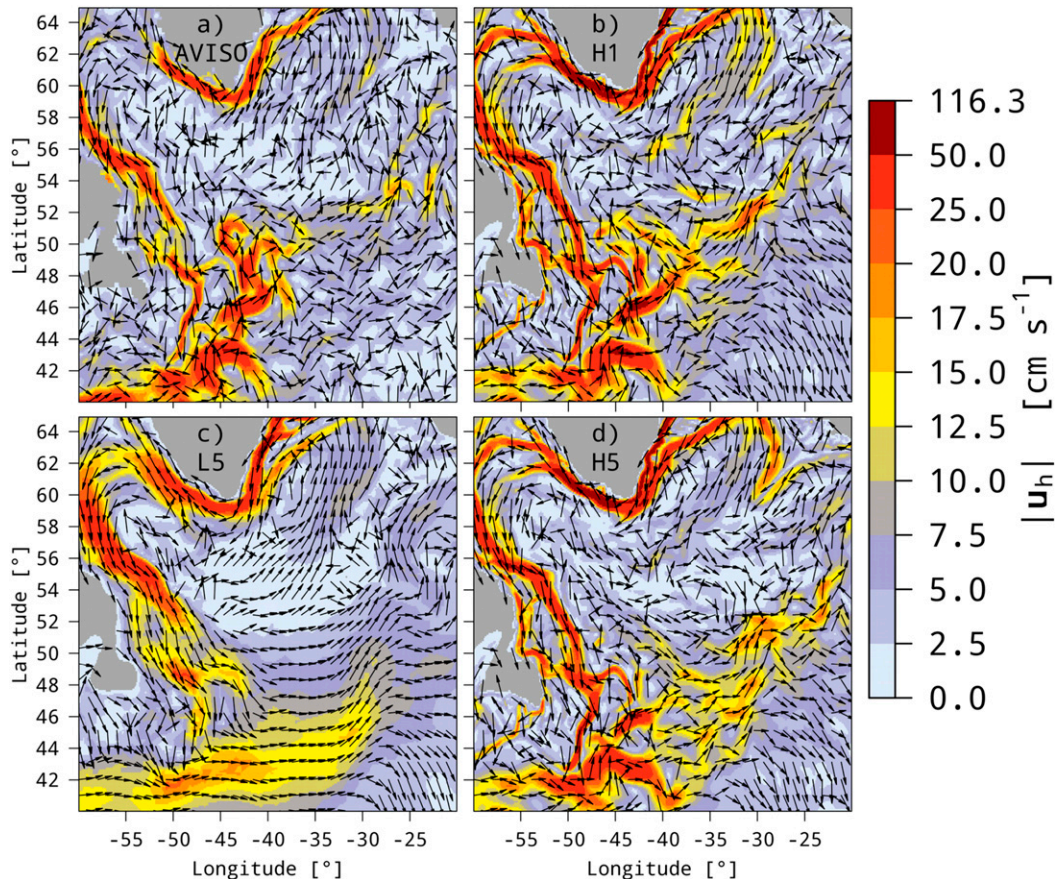 a)
AVISO
b)
H1
64
62
60
58
56
54
52
50
48
46
44
42
Latitude [°]
c)
L5
d)
H5
64
62
60
58
56
54
52
50
48
46
44
42
Latitude [°]
-55 -50 -45 -40 -35 -30 -25
-55 -50 -45 -40 -35 -30 -25
Longitude [°]
Longitude [°]
116.3
50.0
25.0
20.0
17.5
15.0
12.5
10.0
7.5
5.0
2.5
0.0
|uₕ| [cm s⁻¹]